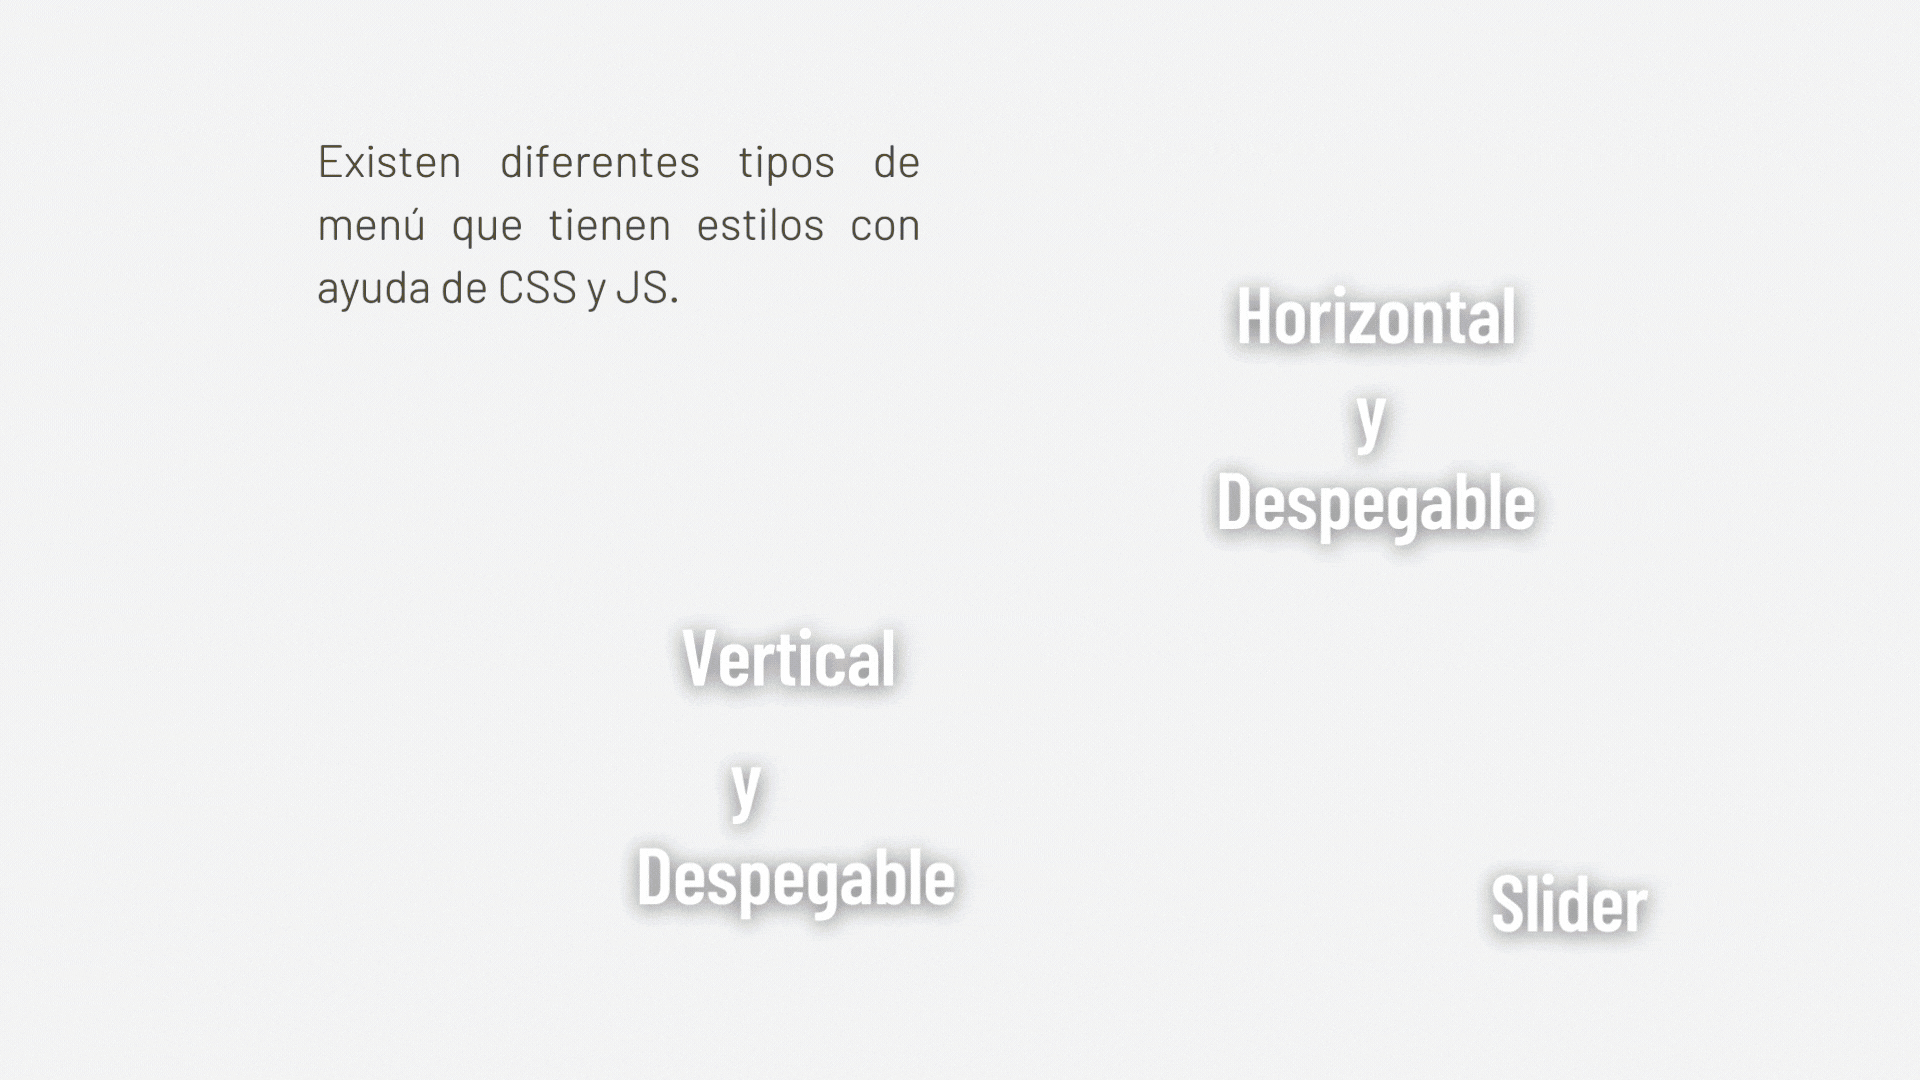 Existen diferentes tipos de
menú que tienen estilos con
ayuda de CSS y JS.
Horizontal
y
Despegable
Vertical
y
Despegable
Slider